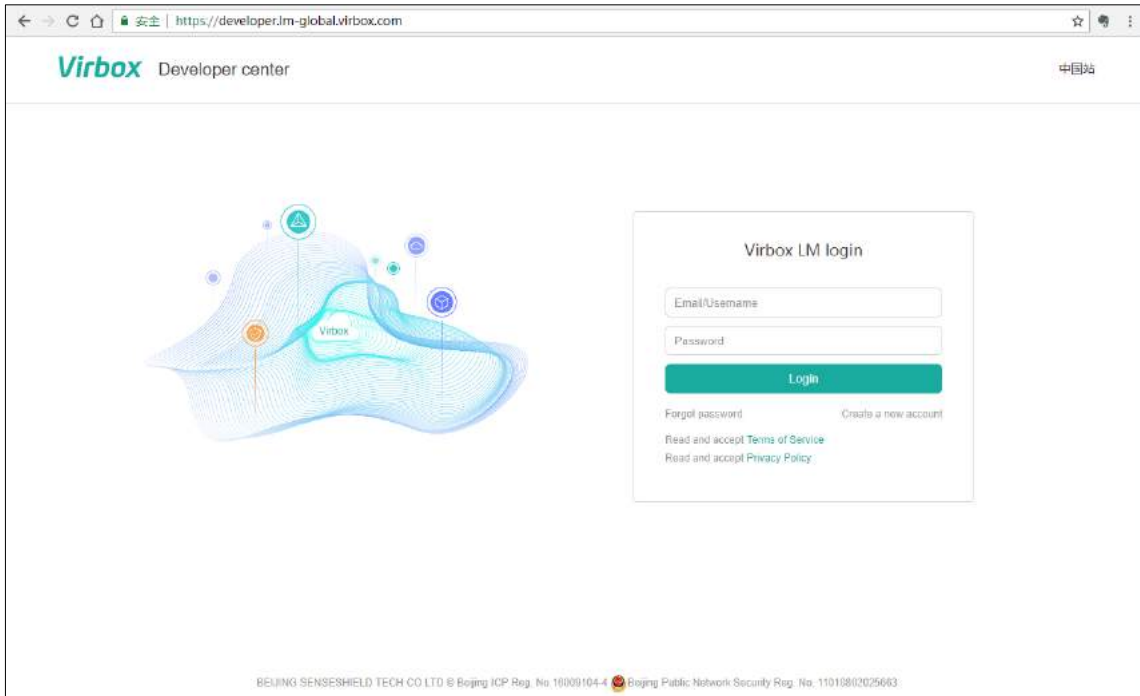 安全 | https://developer.lm-global.virbox.com
Virbox Developer center
中国站
Virbox
Virbox LM login
Email/Username
Password
Login
Forgot password Create a new account
Read and accept Terms of Service
Read and accept Privacy Policy
BEIJING SENSESHIELD TECH CO LTD © Beijing ICP Reg. No 16009104-4 Beijing Public Network Security Reg. No. 11010802025663